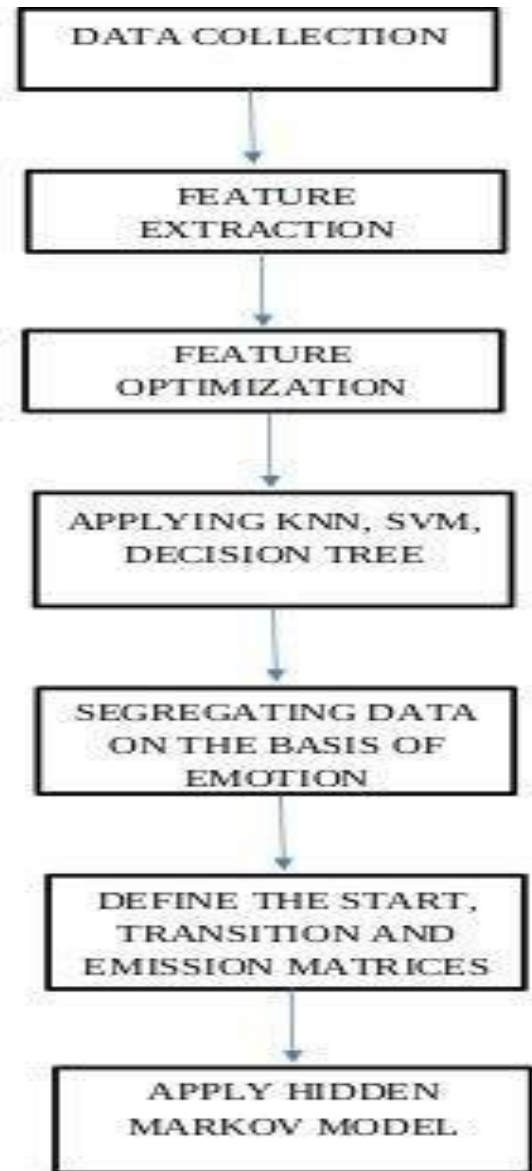 DATA COLLECTION
FEATURE
EXTRACTION
FEATURE
OPTIMIZATION
APPLYING KNN, SVM,
DECISION TREE
SEGREGATING DATA
ON THE BASIS OF
EMOTION
DEFINE THE START,
TRANSITION AND
EMISSION MATRICES
APPLY HIDDEN
MARKOV MODEL